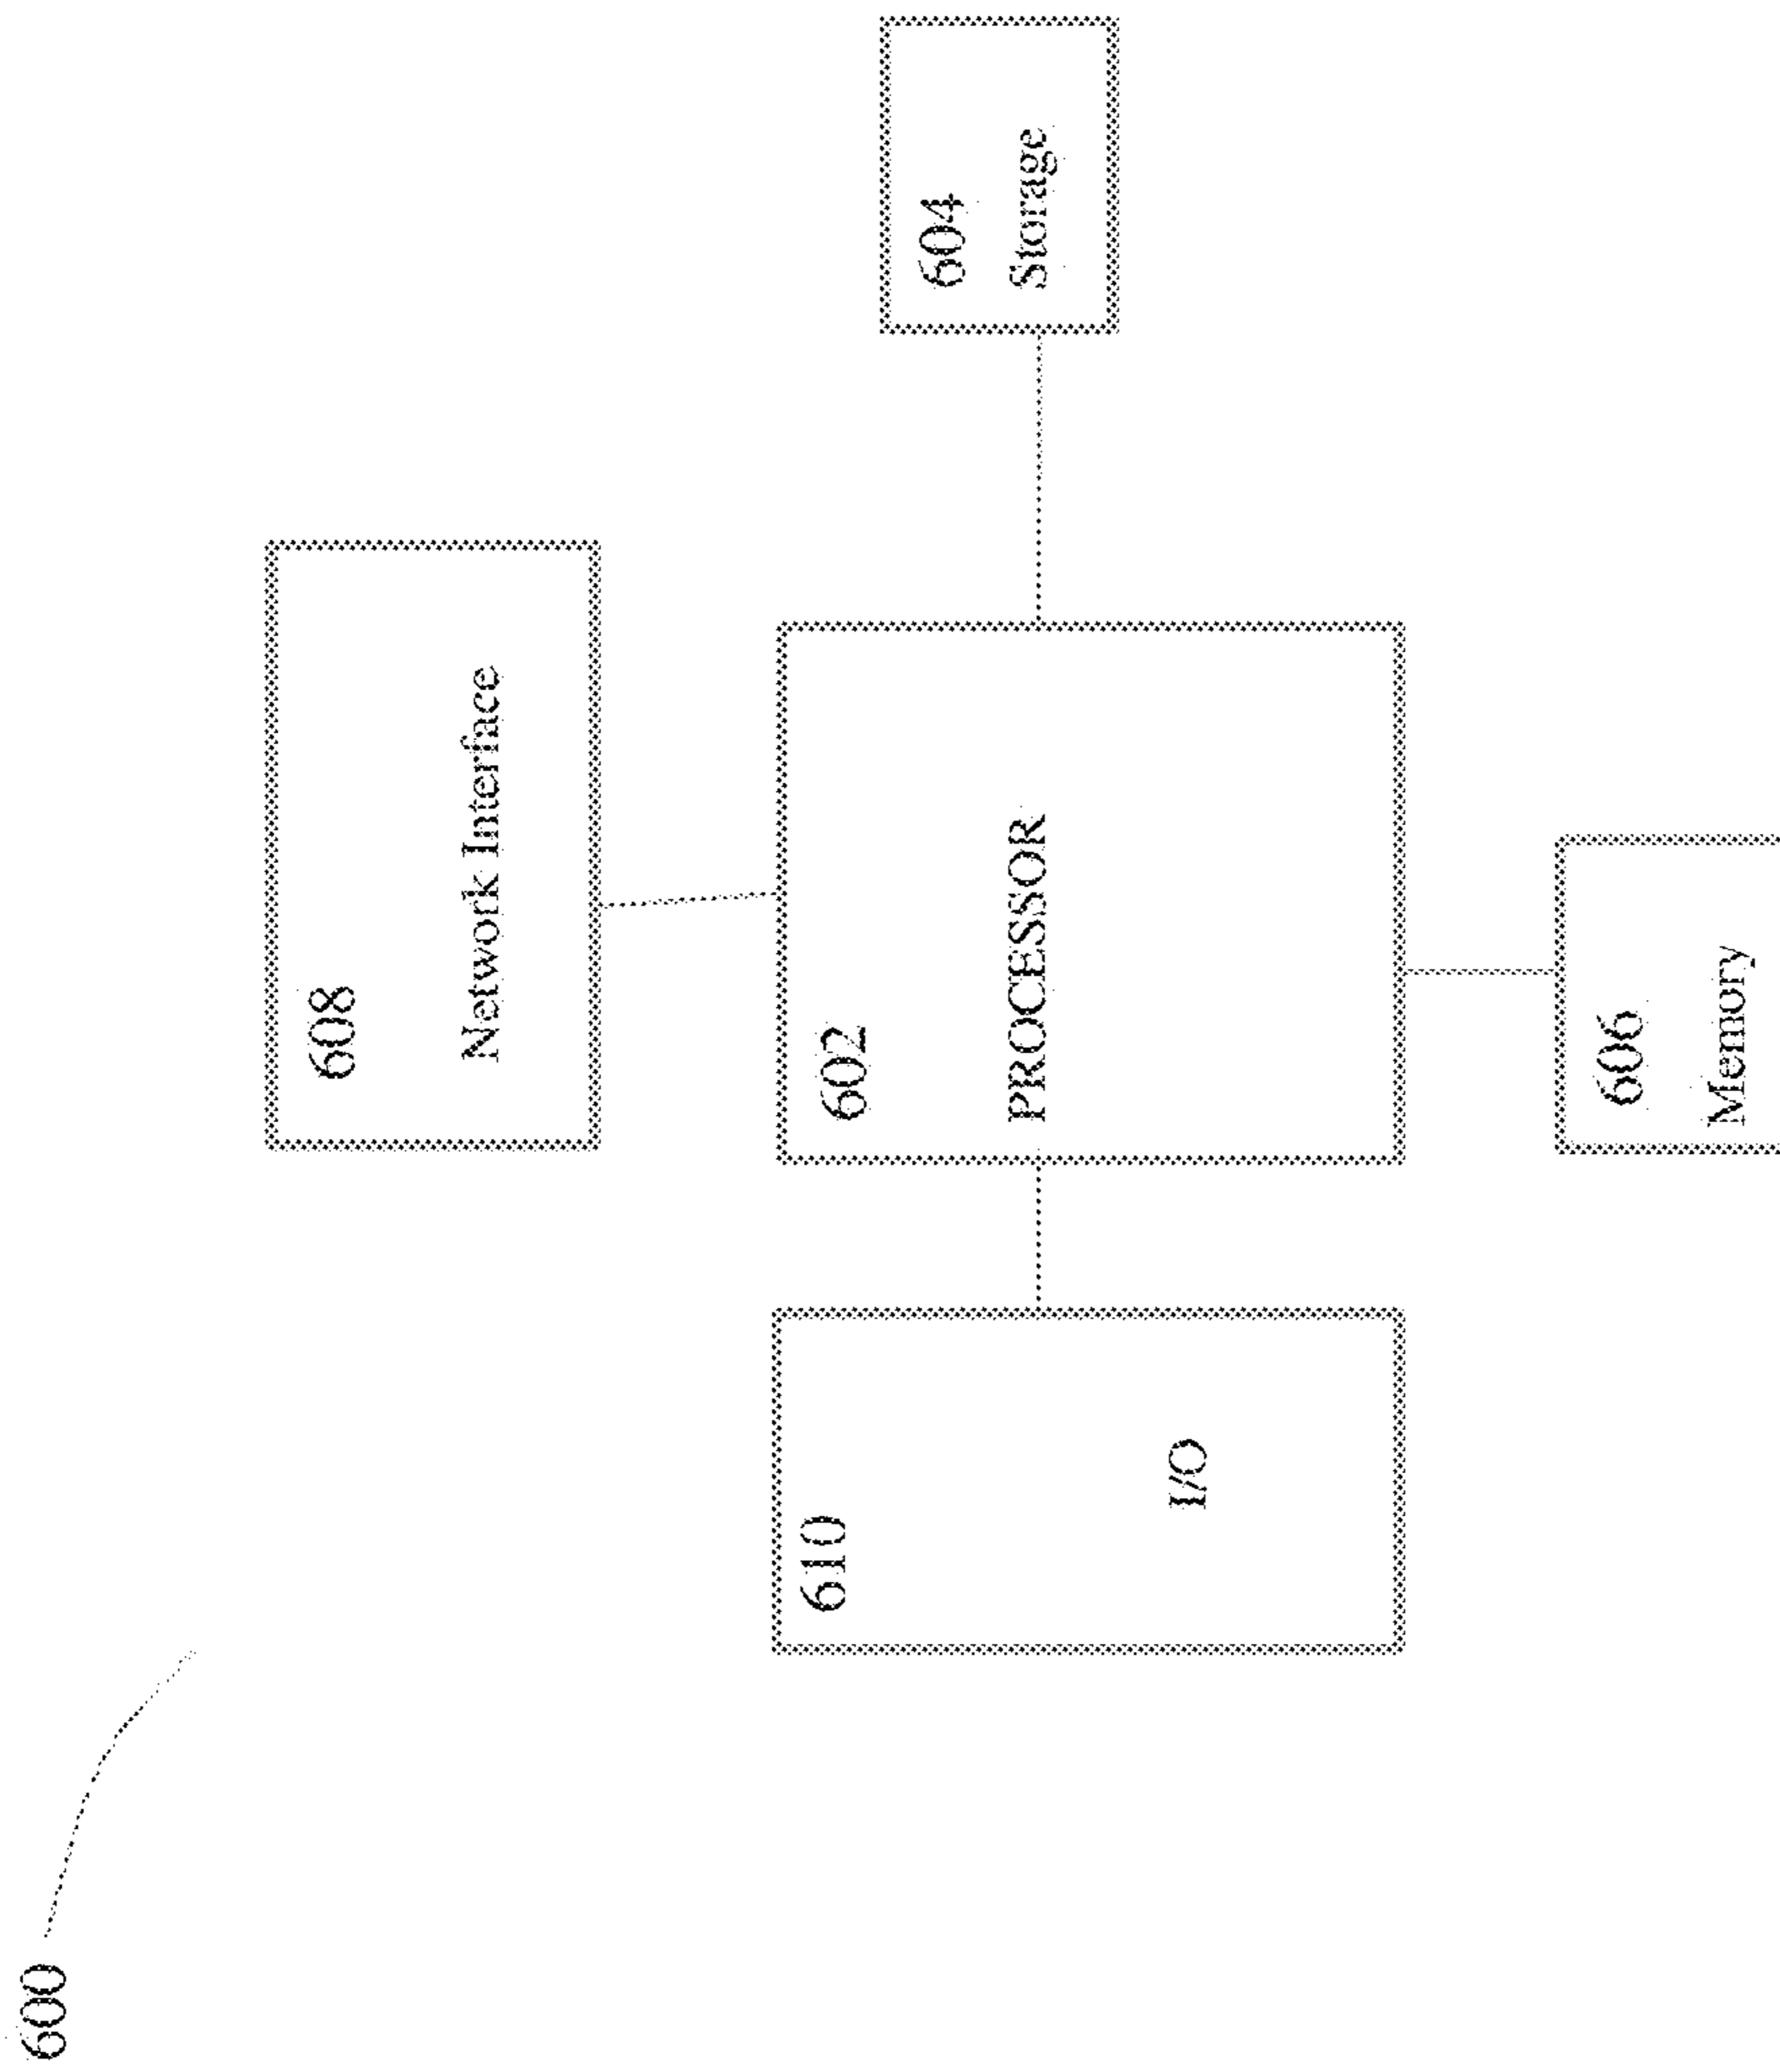 600
608
Network Interface
610
I/O
602
PROCESSOR
604
Storage
606
Memory